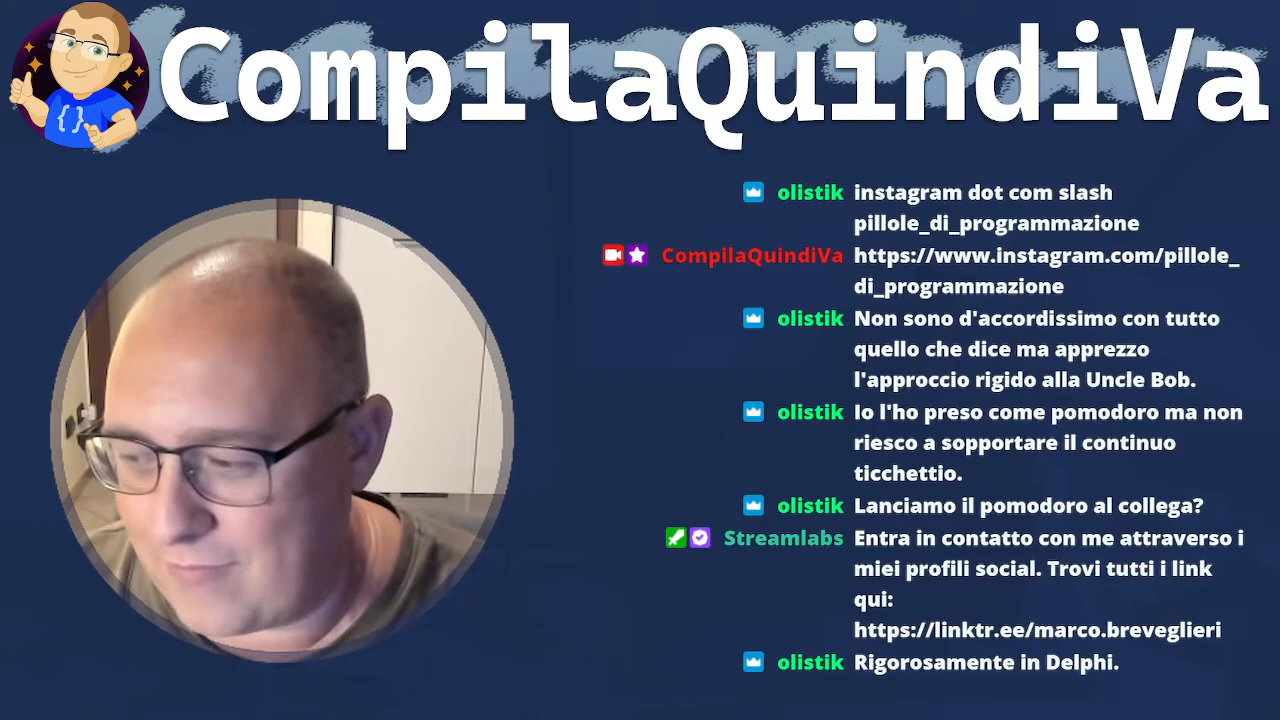 CompilaQuindiVa
{ }
olistik instagram dot com slash
pillole_di_programmazione
CompilaQuindiVa https://www.instagram.com/pillole_
di_programmazione
olistik Non sono d'accordissimo con tutto
quello che dice ma apprezzo
l'approccio rigido alla Uncle Bob.
olistik Io l'ho preso come pomodoro ma non
riesco a sopportare il continuo
ticchettio.
olistik Lanciamo il pomodoro al collega?
Streamlabs Entra in contatto con me attraverso i
miei profili social. Trovi tutti i link
qui:
https://linktr.ee/marco.breveglieri
olistik Rigorosamente in Delphi.